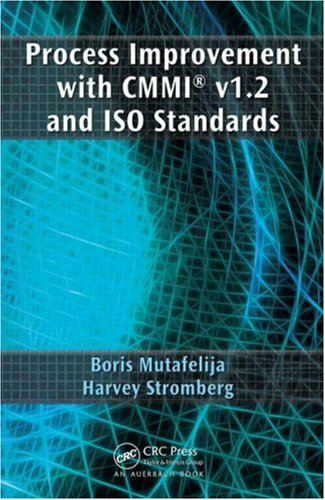 Process Improvement
with CMMI® v1.2
and ISO Standards
Boris Mutafelija
Harvey Stromberg
CRC
CRC Press
Taylor & Francis Group
AN AUERBACH BOOK